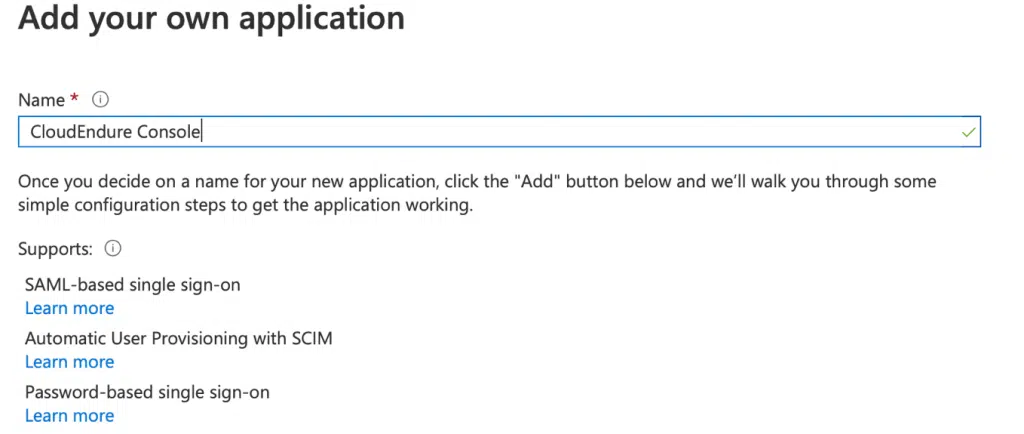 Add your own application
Name *
CloudEndure Console
Once you decide on a name for your new application, click the "Add" button below and we'll walk you through some
simple configuration steps to get the application working.
Supports:
SAML-based single sign-on
Learn more
Automatic User Provisioning with SCIM
Learn more
Password-based single sign-on
Learn more